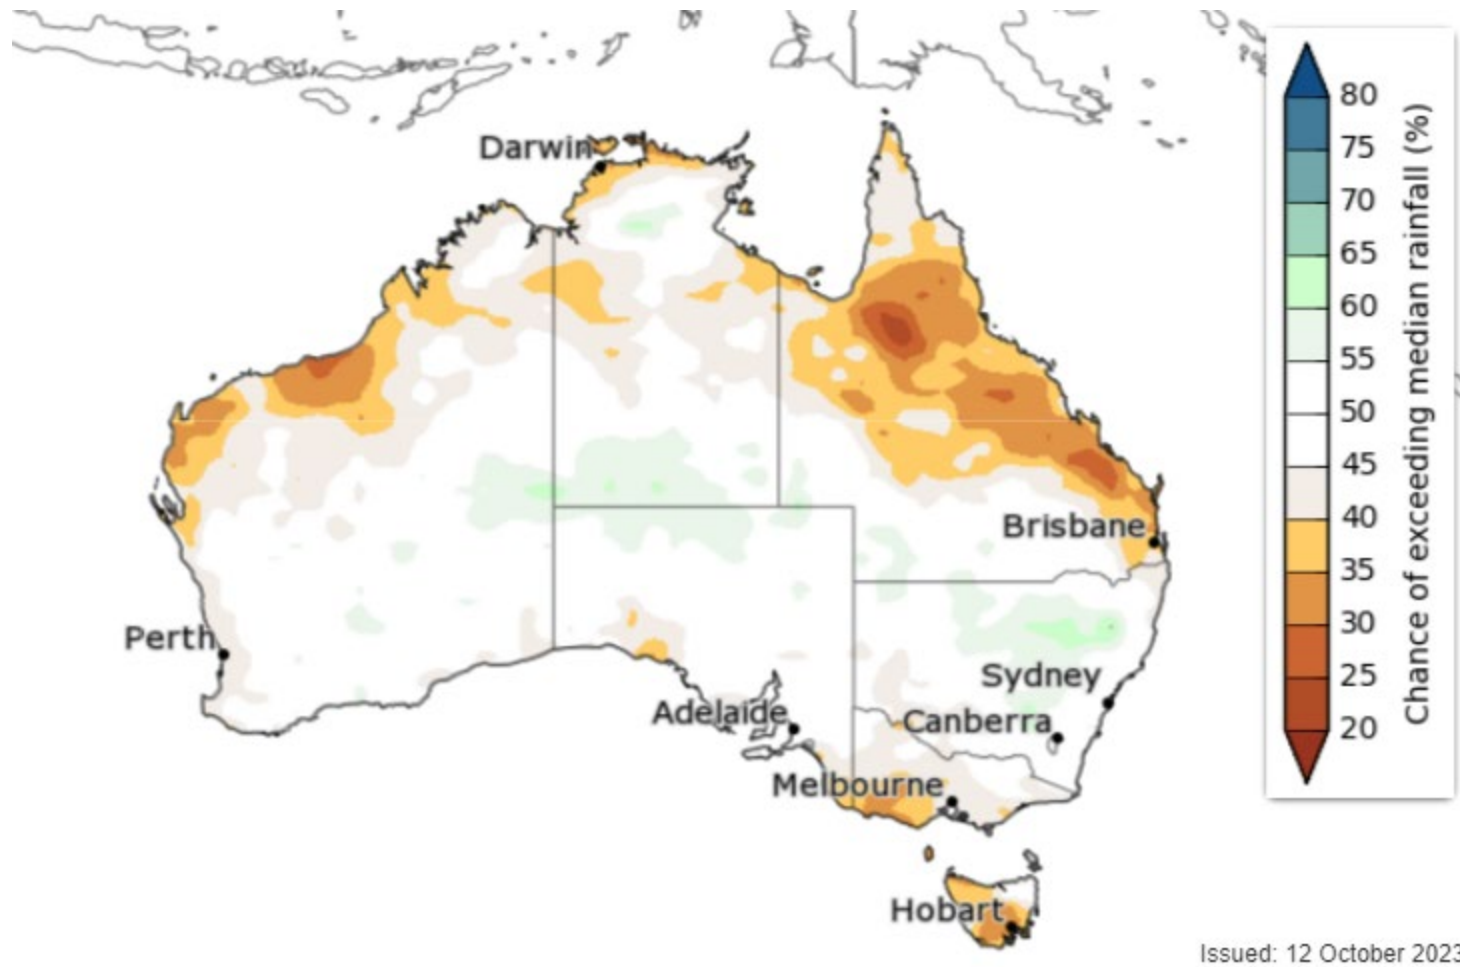 Darwin
Brisbane
Perth
Sydney
Adelaide
Canberra
Melbourne
Hobart
80
75
70
65
60
55
50
45
40
35
30
25
20
Chance of exceeding median rainfall (%)
Issued: 12 October 2023